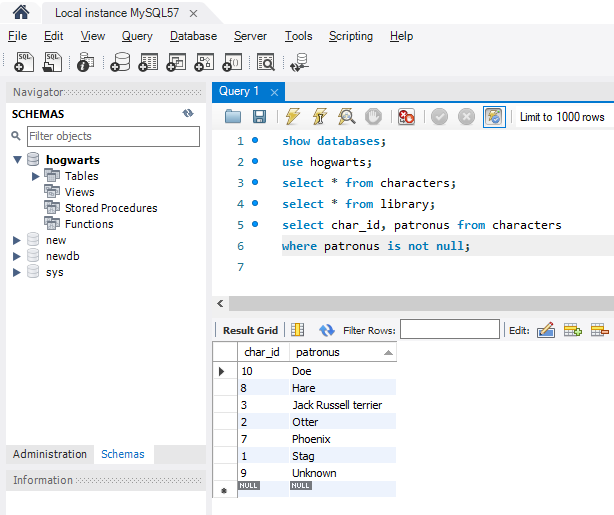 Local instance MySQL57
File Edit View Query Database Server Tools Scripting Help
SQL SQL
Navigator
SCHEMAS
Filter objects
hogwarts
Tables
Views
Stored Procedures
Functions
new
newdb
sys
Administration Schemas
Information
Query 1
Limit to 1000 rows
1 show databases;
2 use hogwarts;
3 select * from characters;
4 select * from library;
5 select char_id, patronus from characters
6 where patronus is not null;
7
Result Grid Filter Rows: Edit:
char_id patronus
10 Doe
8 Hare
3 Jack Russell terrier
2 Otter
7 Phoenix
1 Stag
9 Unknown
NULL NULL